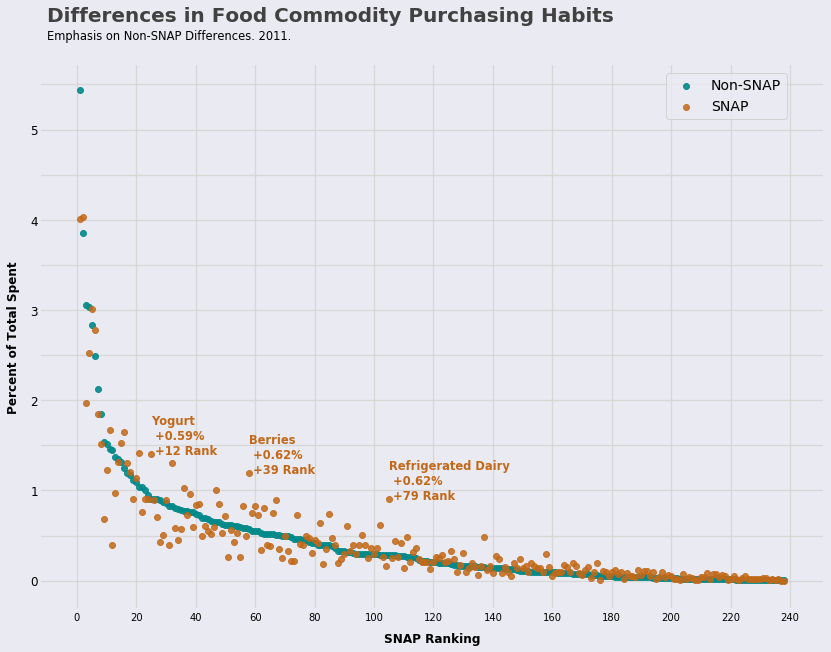 Differences in Food Commodity Purchasing Habits
Emphasis on Non-SNAP Differences. 2011.
Non-SNAP
SNAP
Percent of Total Spent
5
4
3
2
1
0
Yogurt
+0.59%
+12 Rank
Berries
+0.62%
+39 Rank
Refrigerated Dairy
+0.62%
+79 Rank
0 20 40 60 80 100 120 140 160 180 200 220 240
SNAP Ranking